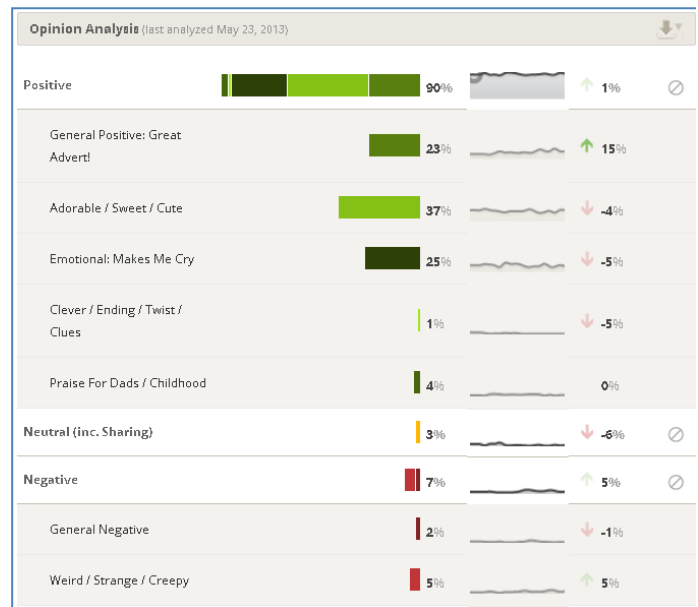 Opinion Analysis (last analyzed May 23, 2013)
Positive 90% 1%
General Positive: Great
Advert!
23% 15%
Adorable / Sweet / Cute 37% -4%
Emotional: Makes Me Cry 25% -5%
Clever / Ending / Twist /
Clues
1% -5%
Praise For Dads / Childhood 4% 0%
Neutral (inc. Sharing) 3% -6%
Negative 7% 5%
General Negative 2% -1%
Weird / Strange / Creepy 5% 5%